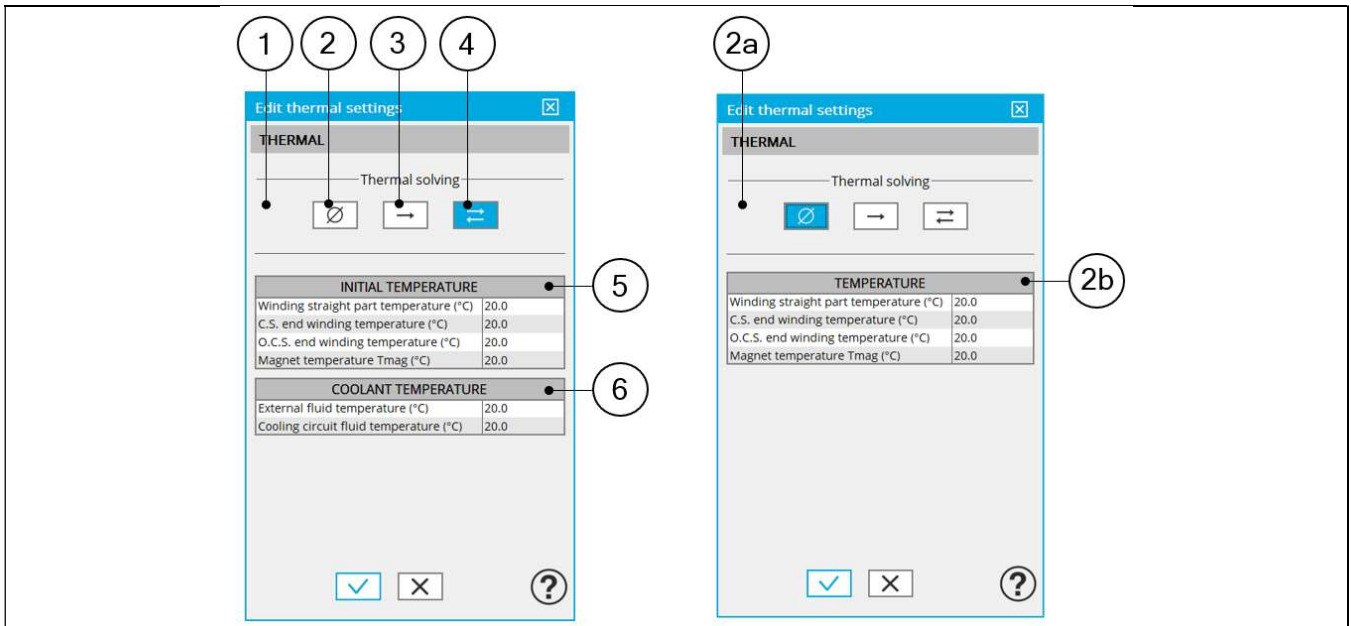 1 2 3 4 2a
Edit thermal settings
THERMAL
Thermal solving
INITIAL TEMPERATURE
Winding straight part temperature (°C) 20.0
C.S. end winding temperature (°C) 20.0
O.C.S. end winding temperature (°C) 20.0
Magnet temperature Tmag (°C) 20.0
5
COOLANT TEMPERATURE
External fluid temperature (°C) 20.0
Cooling circuit fluid temperature (°C) 20.0
6
?
Edit thermal settings
THERMAL
Thermal solving
TEMPERATURE
Winding straight part temperature (°C) 20.0
C.S. end winding temperature (°C) 20.0
O.C.S. end winding temperature (°C) 20.0
Magnet temperature Tmag (°C) 20.0
2b
?